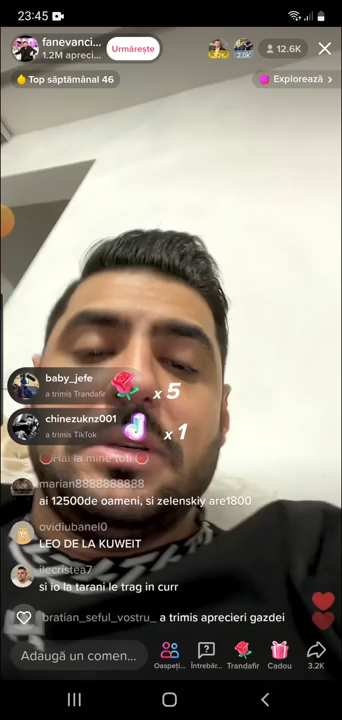 23:45
fanevanci...
1.2M apreci...
Urmărește
2.0K
12.6K
Top săptămânal 46
Explorează >
baby_jefe
a trimis Trandafir
x 5
chinezuknz001
a trimis TikTok
x 1
Hai la mine toti
marian8888888888
ai 12500de oameni, si zelenskiy are1800
ovidiubanel0
LEO DE LA KUWEIT
ilecristea7
si io la tarani le trag in curr
bratian_seful_vostru_ a trimis aprecieri gazdei
Adaugă un comen...
Oaspeți...
Întrebăr...
Trandafir
Cadou
3.2K